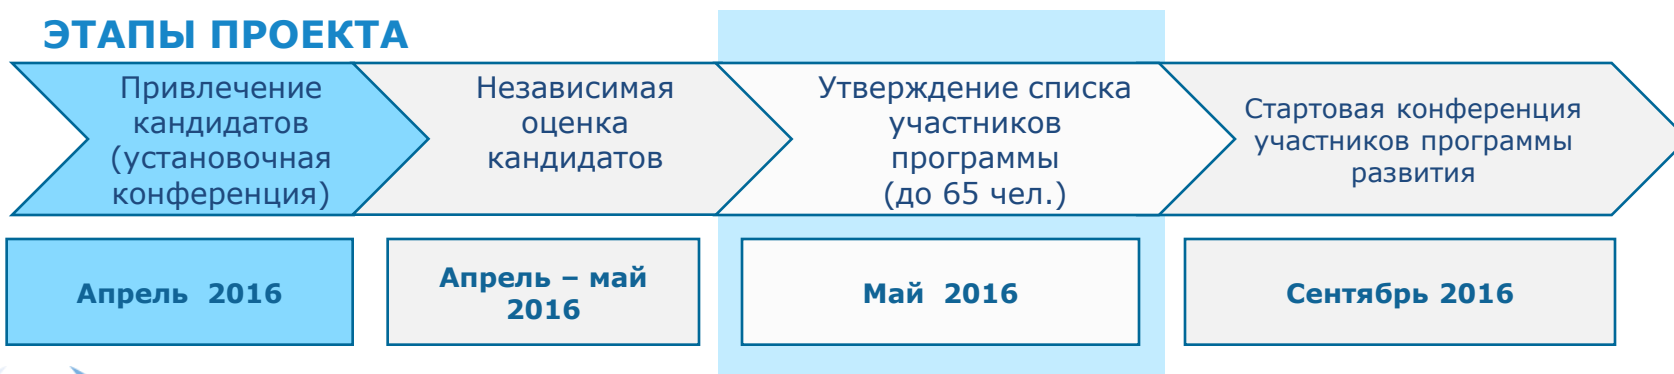 ЭТАПЫ ПРОЕКТА
Привлечение
кандидатов
(установочная
конференция)
Независимая
оценка
кандидатов
Утверждение списка
участников
программы
(до 65 чел.)
Стартовая конференция
участников программы
развития
Апрель 2016
Апрель – май
2016
Май 2016
Сентябрь 2016